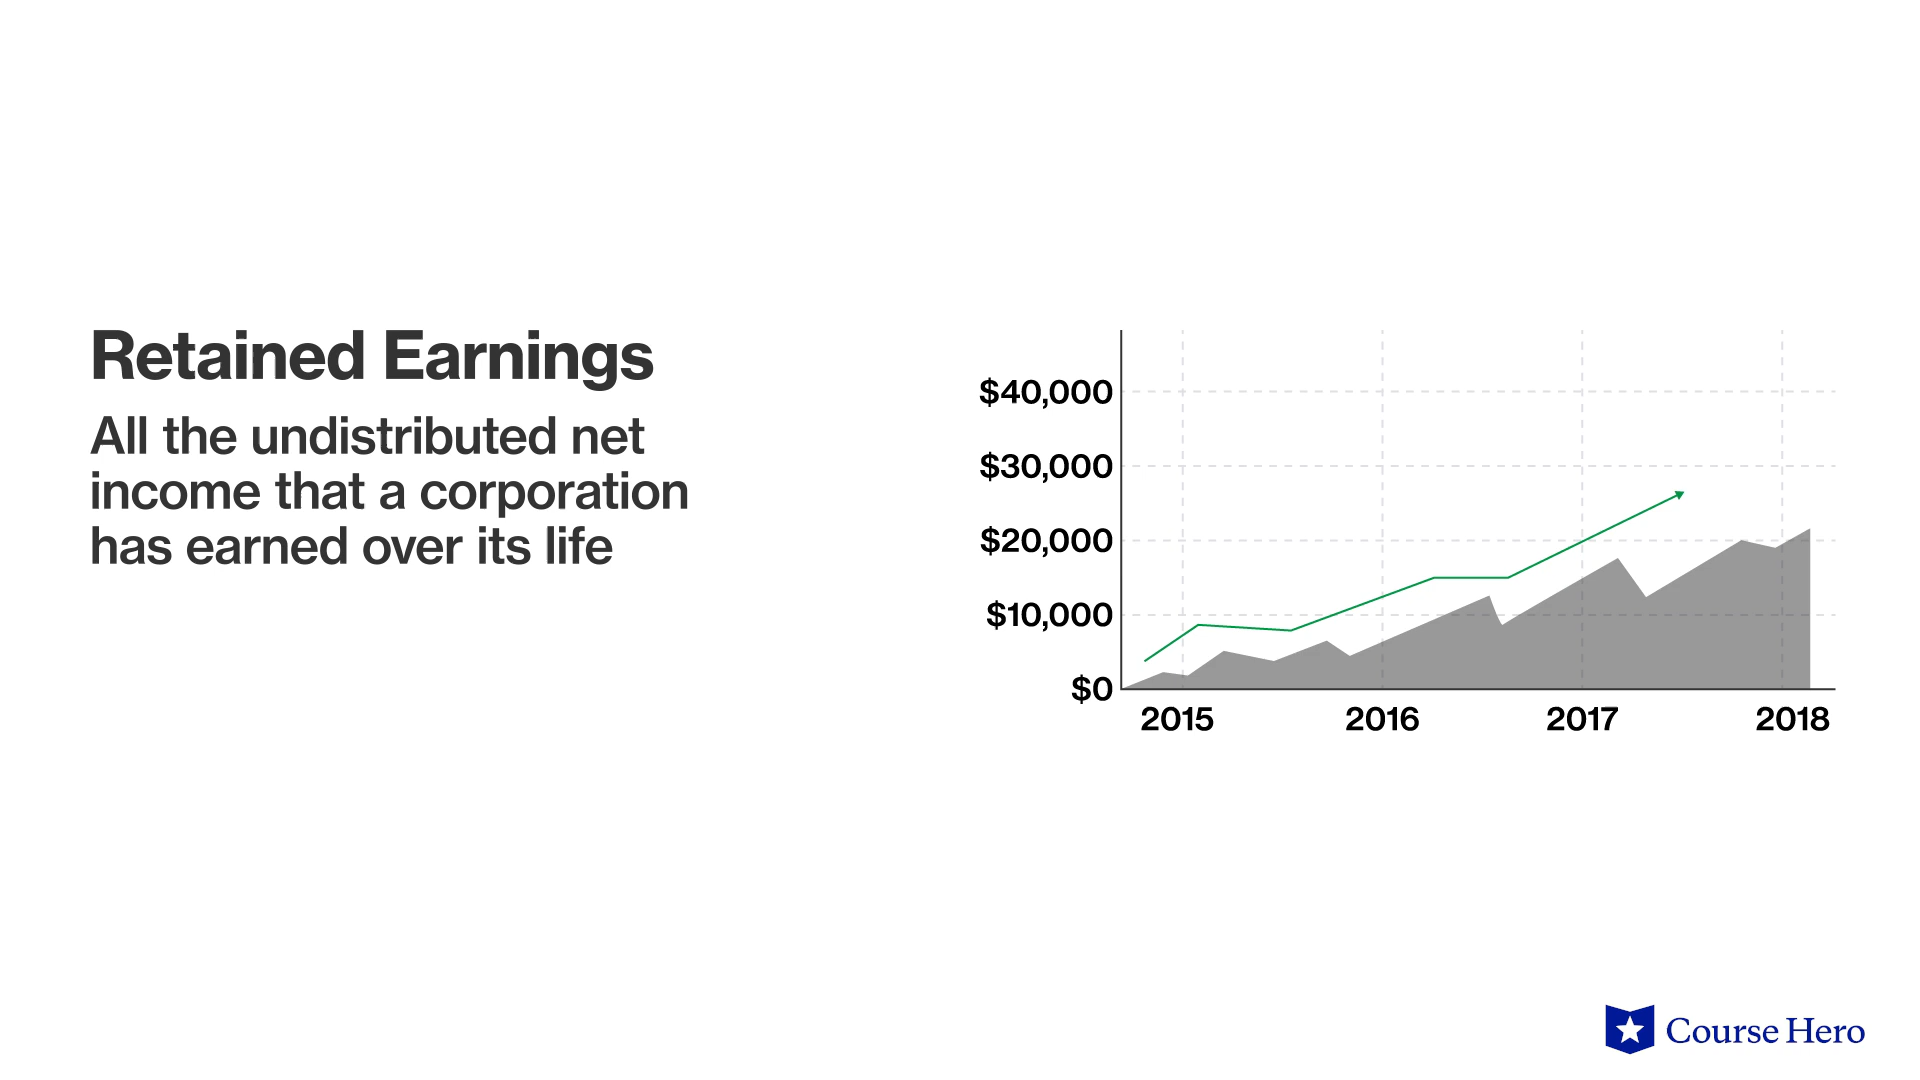 Retained Earnings
All the undistributed net
income that a corporation
has earned over its life
$40,000
$30,000
$20,000
$10,000
$0
2015 2016 2017 2018
Course Hero